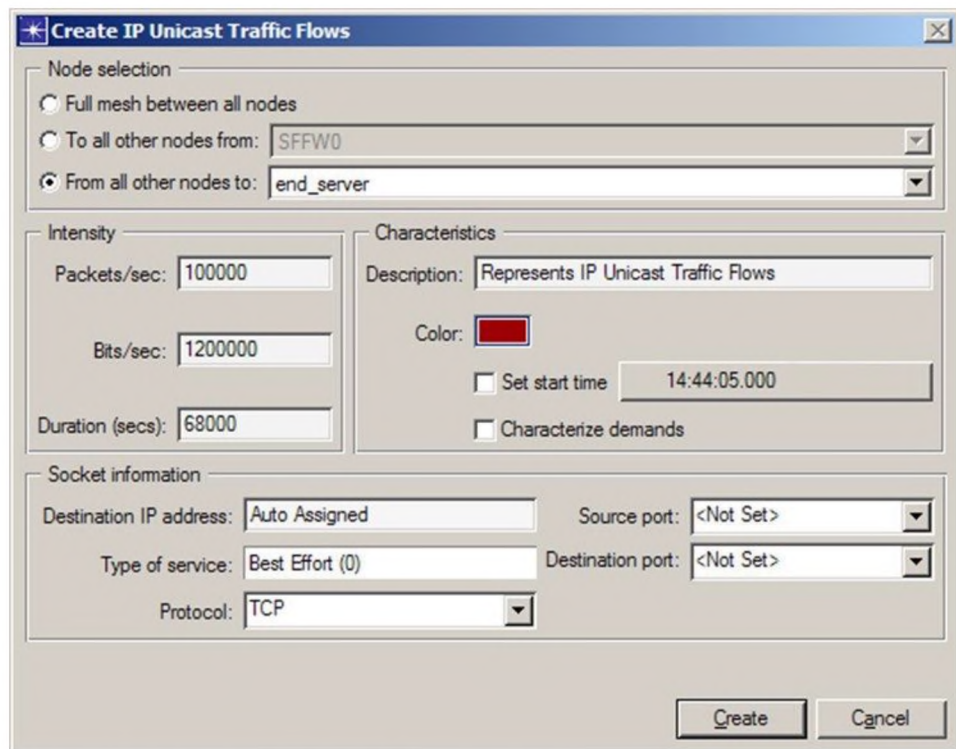 Create IP Unicast Traffic Flows
Node selection
Full mesh between all nodes
To all other nodes from: SFFW0
From all other nodes to: end_server
Intensity
Packets/sec: 100000
Bits/sec: 1200000
Duration (secs): 68000
Characteristics
Description: Represents IP Unicast Traffic Flows
Color:
Set start time 14:44:05.000
Characterize demands
Socket information
Destination IP address: Auto Assigned
Type of service: Best Effort (0)
Protocol: TCP
Source port: <Not Set>
Destination port: <Not Set>
Create Cancel